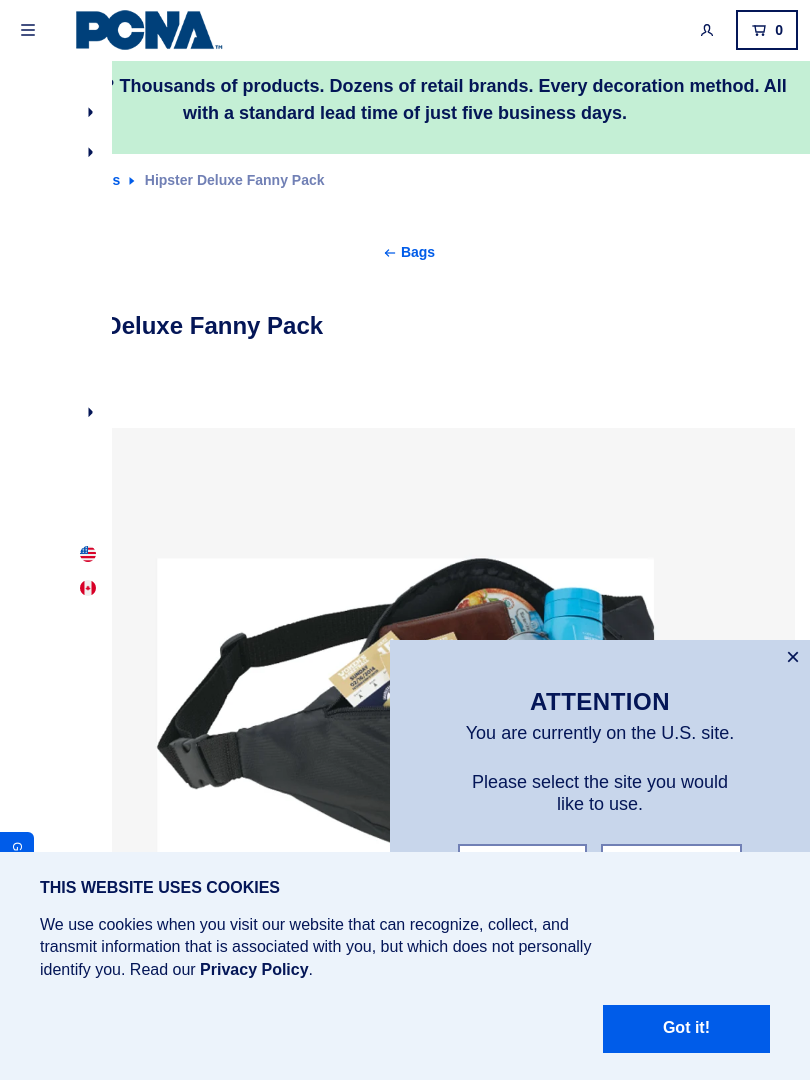 PCNA™
0
? Thousands of products. Dozens of retail brands. Every decoration method. All
with a standard lead time of just five business days.
s Hipster Deluxe Fanny Pack
← Bags
Deluxe Fanny Pack
SUNDAY
ATTENTION
You are currently on the U.S. site.
Please select the site you would
like to use.
G
THIS WEBSITE USES COOKIES
We use cookies when you visit our website that can recognize, collect, and
transmit information that is associated with you, but which does not personally
identify you. Read our Privacy Policy.
Got it!